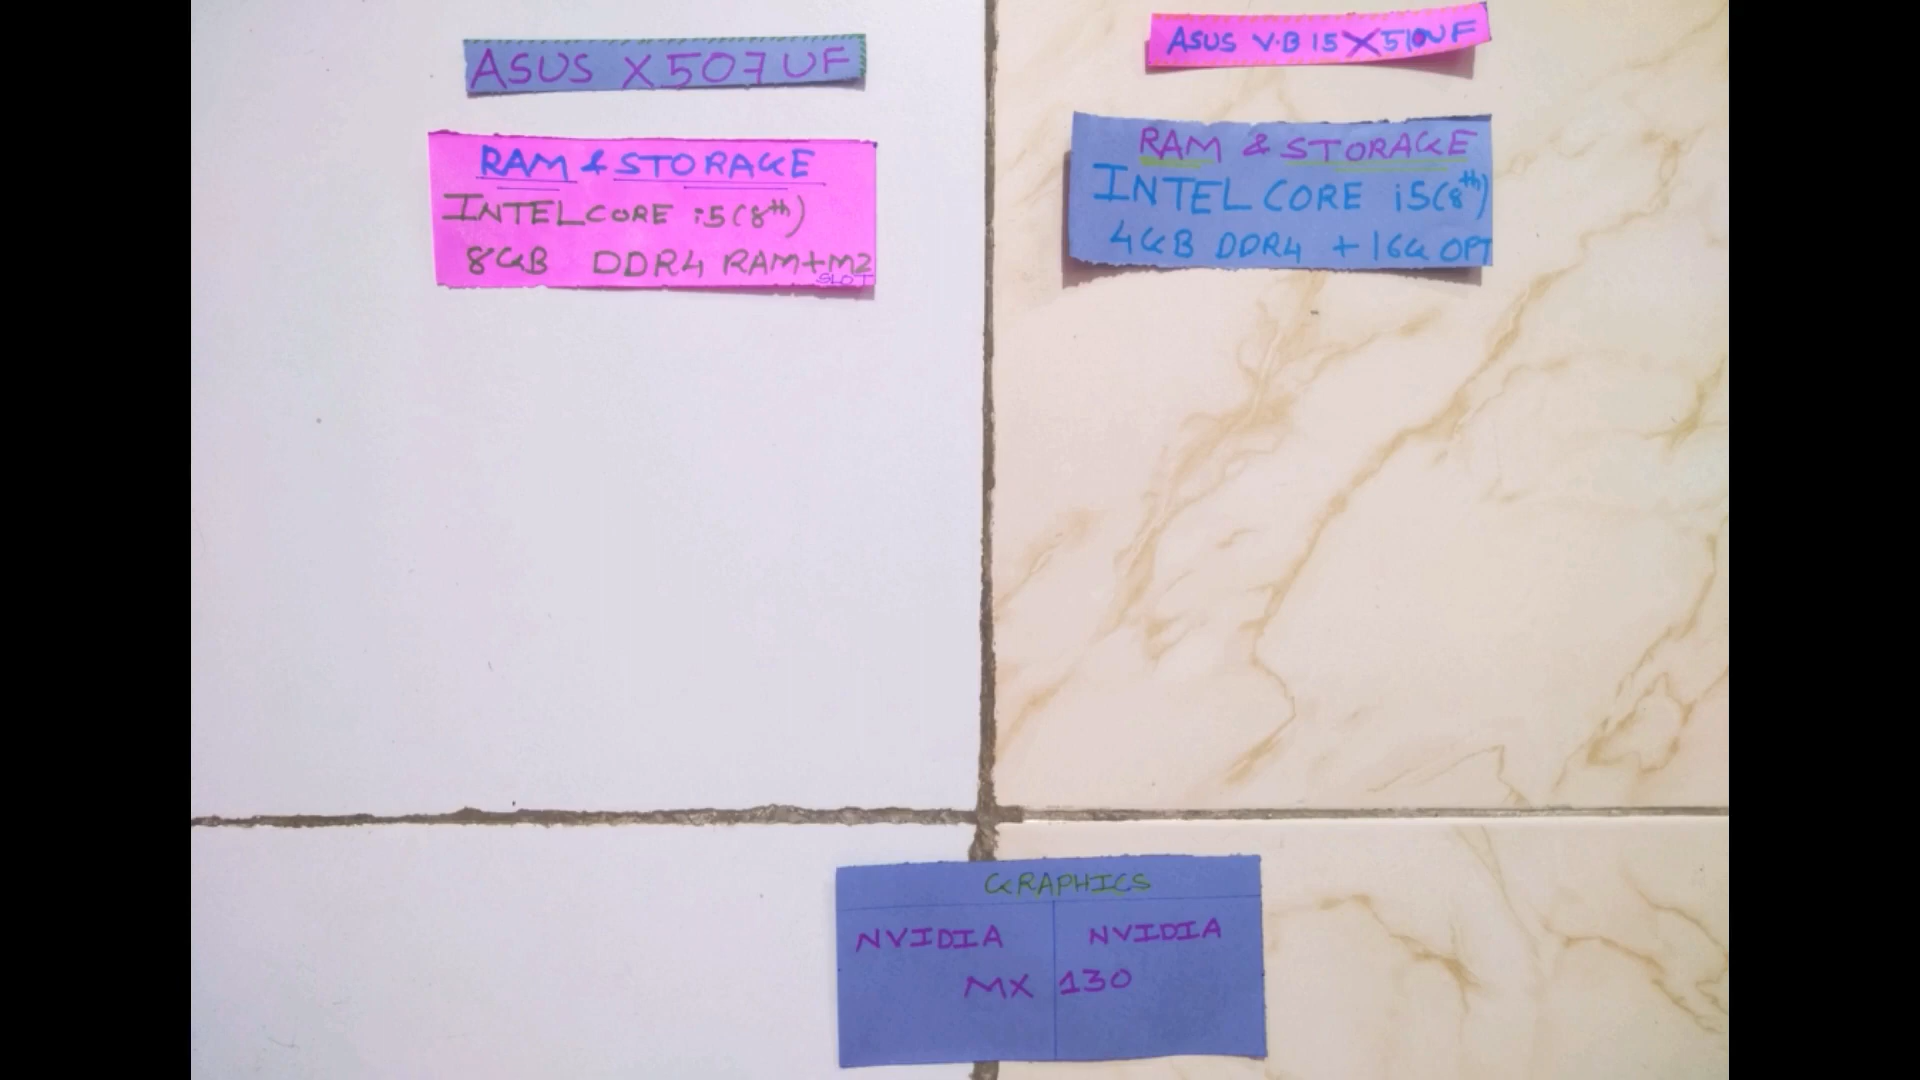 ASUS X507UF
RAM & STORAGE
INTEL CORE i5(8th)
8GB DDR4 RAM+M2
SLOT
ASUS V.B 15 X510UF
RAM & STORAGE
INTEL CORE i5(8th)
4GB DDR4 +16G OPT
GRAPHICS
NVIDIA NVIDIA
MX 130